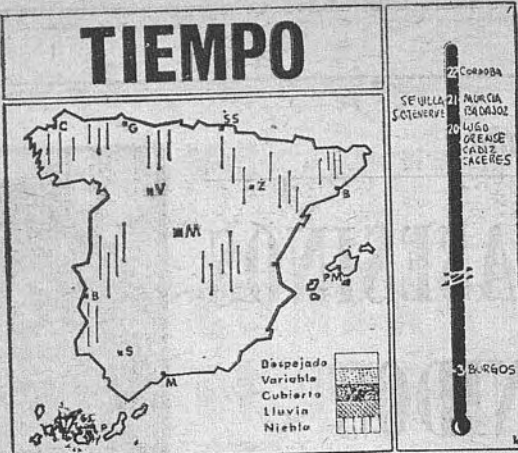 TIEMPO
C
G
SS
V
Z
B
M
PM
B
S
M
Despejado
Variable
Cubierto
Lluvia
Niebla
22 CORDOBA
SEVILLA 21 MURCIA
S.C.TENERVE BADAJOZ
20 LUGO
ORENSE
CADIZ
CACERES
-3 BURGOS